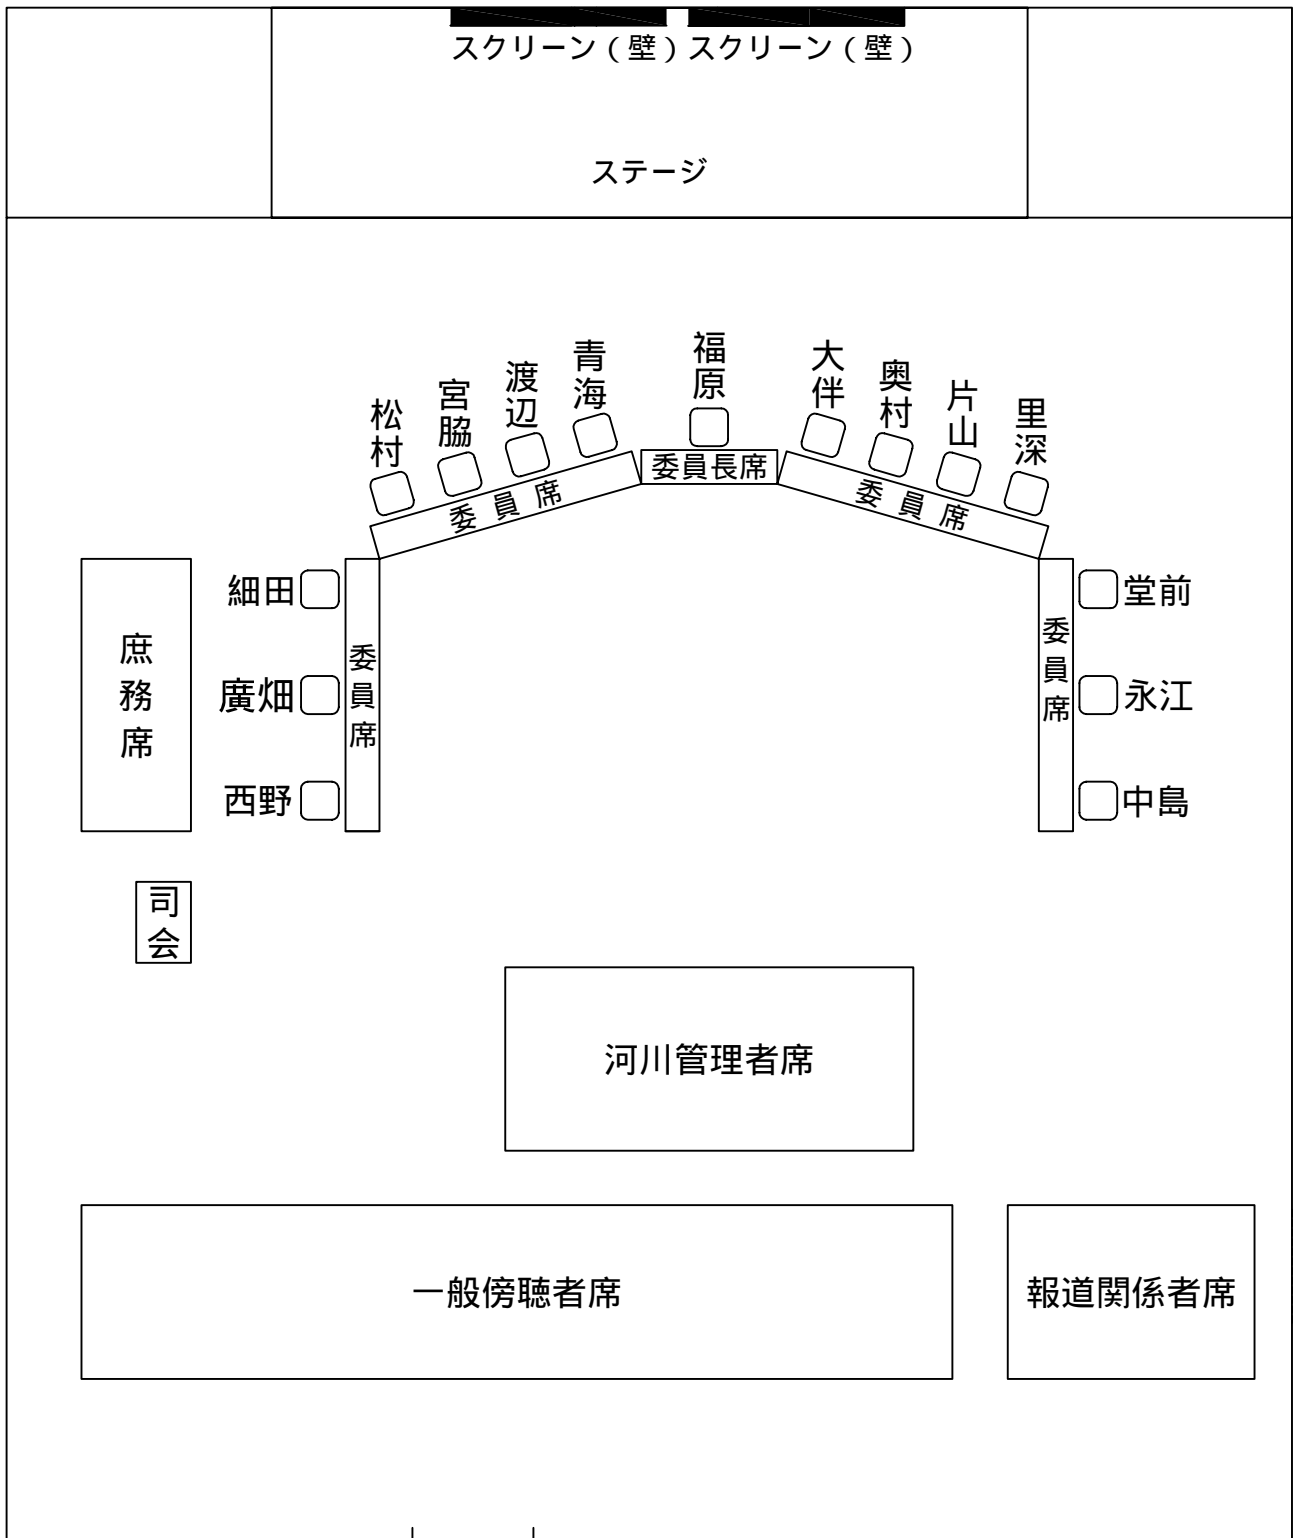 スクリーン（壁）
スクリーン（壁）
ステージ
松村
宮脇
渡辺
青海
福原
大伴
奥村
片山
里深
委員席
委員長席
委員席
細田
廣畑
西野
委員席
庶務席
司会
委員席
堂前
永江
中島
河川管理者席
一般傍聴者席
報道関係者席